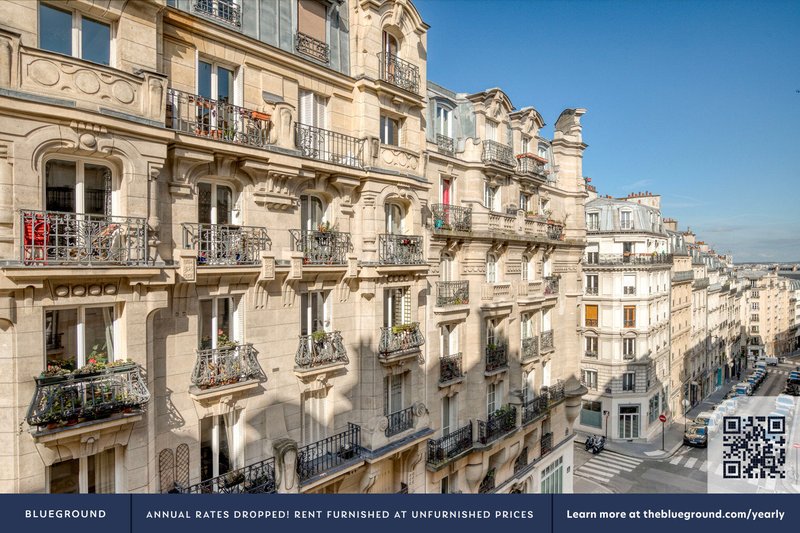 BLUEGROUND
ANNUAL RATES DROPPED! RENT FURNISHED AT UNFURNISHED PRICES
Learn more at theblueground.com/yearly